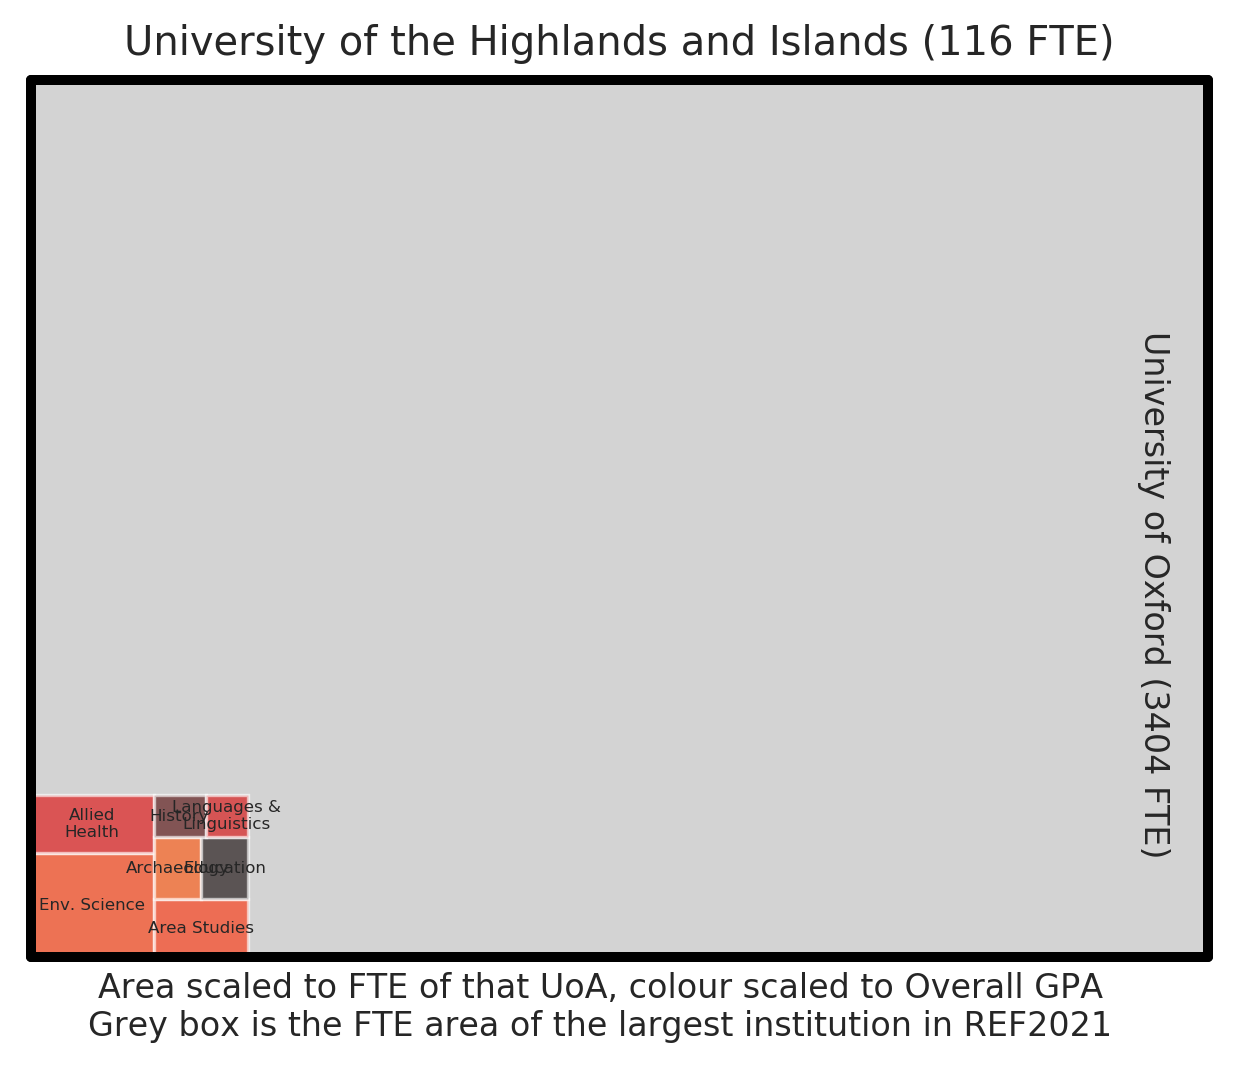 University of the Highlands and Islands (116 FTE)
University of Oxford (3404 FTE)
Allied
Health
History
Languages &
Linguistics
Archaeology
Education
Env. Science
Area Studies
Area scaled to FTE of that UoA, colour scaled to Overall GPA
Grey box is the FTE area of the largest institution in REF2021